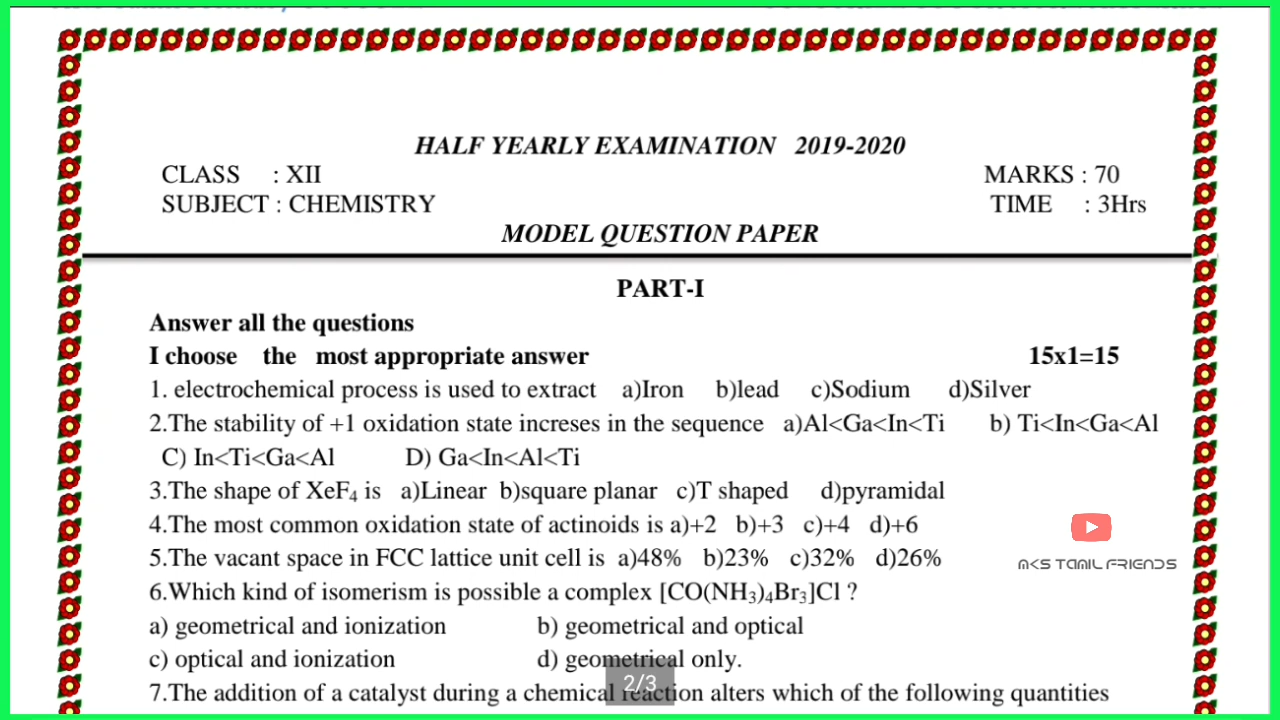 HALF YEARLY EXAMINATION 2019-2020
CLASS : XII MARKS : 70
SUBJECT : CHEMISTRY TIME : 3Hrs
MODEL QUESTION PAPER
PART-I
Answer all the questions
I choose the most appropriate answer 15x1=15
1. electrochemical process is used to extract a)Iron b)lead c)Sodium d)Silver
2.The stability of +1 oxidation state increses in the sequence a)Al<Ga<In<Ti b) Ti<In<Ga<Al
C) In<Ti<Ga<Al D) Ga<In<Al<Ti
3.The shape of XeF₄ is a)Linear b)square planar c)T shaped d)pyramidal
4.The most common oxidation state of actinoids is a)+2 b)+3 c)+4 d)+6
5.The vacant space in FCC lattice unit cell is a)48% b)23% c)32% d)26%
MKS TAMIL FRIENDS
6.Which kind of isomerism is possible a complex [CO(NH₃)₄Br₃]Cl ?
a) geometrical and ionization b) geometrical and optical
c) optical and ionization d) geometrical only.
2/3
7.The addition of a catalyst during a chemical reaction alters which of the following quantities